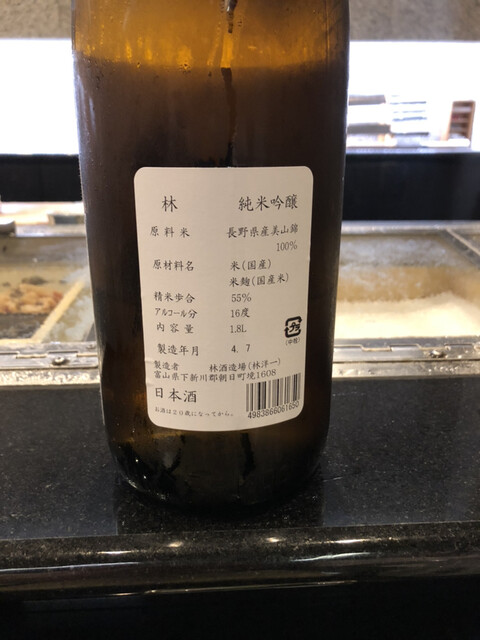 林 純米吟醸
原料米 長野県産美山錦
100%
原材料名 米(国産)
米麹(国産米)
精米歩合 55%
アルコール分 16度
内容量 1.8L
製造年月 4. 7
(中栓)
製造者 林酒造場(林洋一)
富山県下新川郡朝日町境1608
日本酒
お酒は20歳になってから。
4983866061650